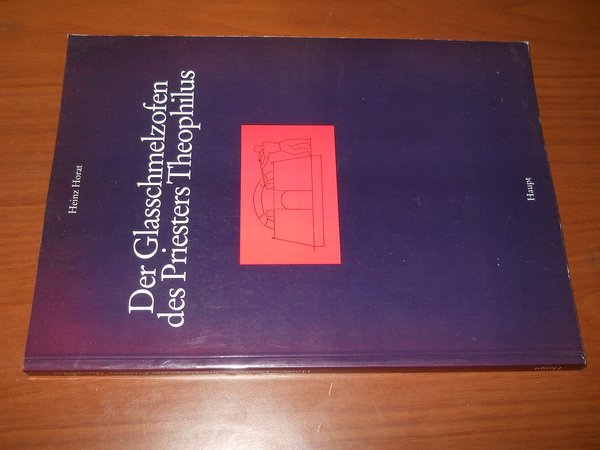 Heinz Horat
Der Glasschmelzofen
des Priesters Theophilus
Haupt